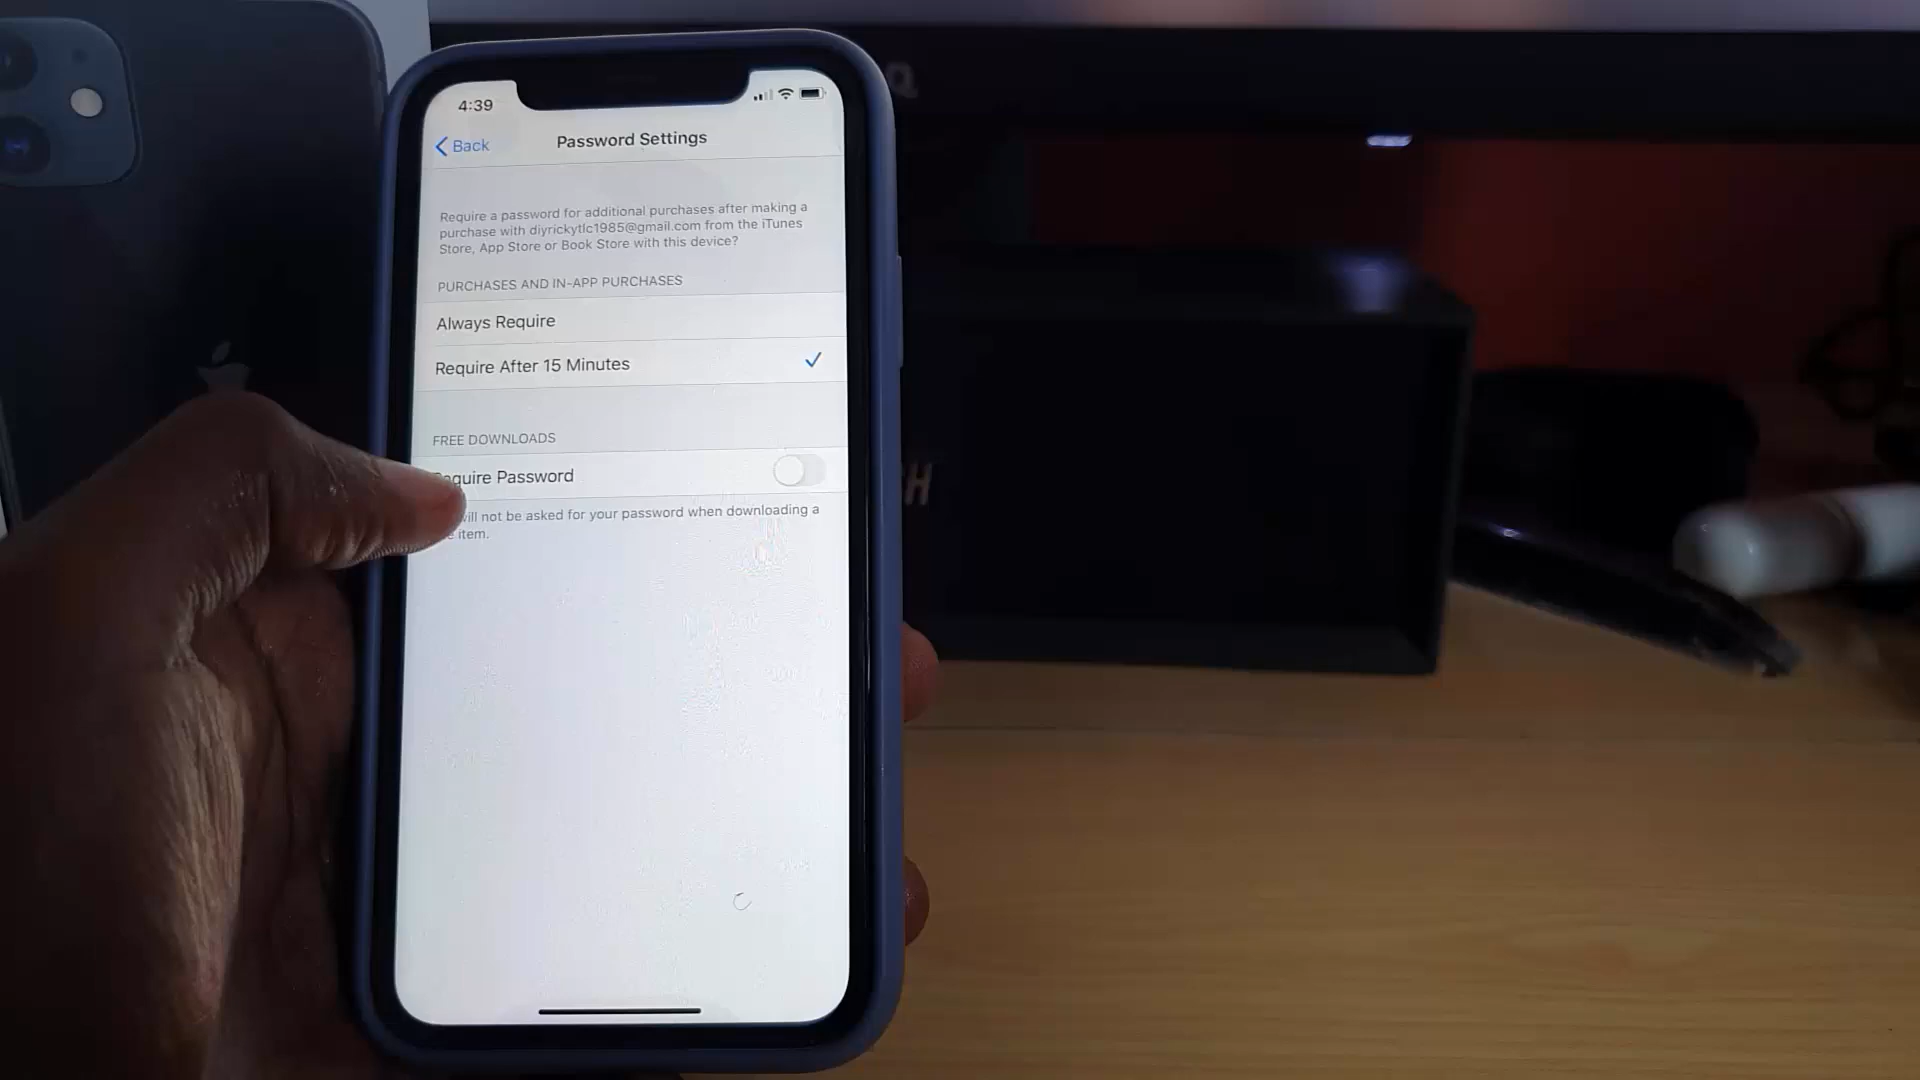 4:39
Back
Password Settings
Require a password for additional purchases after making a
purchase with diyrickytlc1985@gmail.com from the iTunes
Store, App Store or Book Store with this device?
PURCHASES AND IN-APP PURCHASES
Always Require
Require After 15 Minutes
FREE DOWNLOADS
equire Password
will not be asked for your password when downloading a
e item.
Q
H